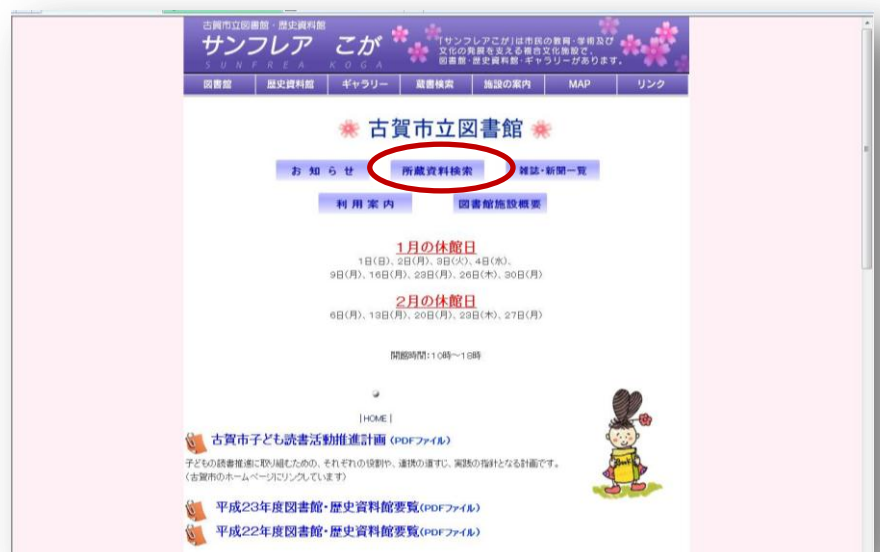 古賀市立図書館・歴史資料館
サンフレア こが
SUNFREA KOGA
「サンフレアこが」は市民の教育・学術及び
文化の発展を支える複合文化施設で、
図書館・歴史資料館・ギャラリーがあります。
図書館 歴史資料館 ギャラリー 蔵書検索 施設の案内 MAP リンク
古賀市立図書館
お知らせ 所蔵資料検索 雑誌・新聞一覧
利用案内 図書館施設概要
1月の休館日
1日(日)、2日(月)、3日(火)、4日(水)、
9日(月)、16日(月)、23日(月)、26日(木)、30日(月)
2月の休館日
6日(月)、13日(月)、20日(月)、23日(木)、27日(月)
開館時間:10時～18時
|HOME|
古賀市子ども読書活動推進計画(PDFファイル)
子どもの読書推進に取り組むための、それぞれの役割や、連携の道すじ、実践の指針となる計画です。
(古賀市のホームページにリンクしています)
平成23年度図書館・歴史資料館要覧(PDFファイル)
平成22年度図書館・歴史資料館要覧(PDFファイル)